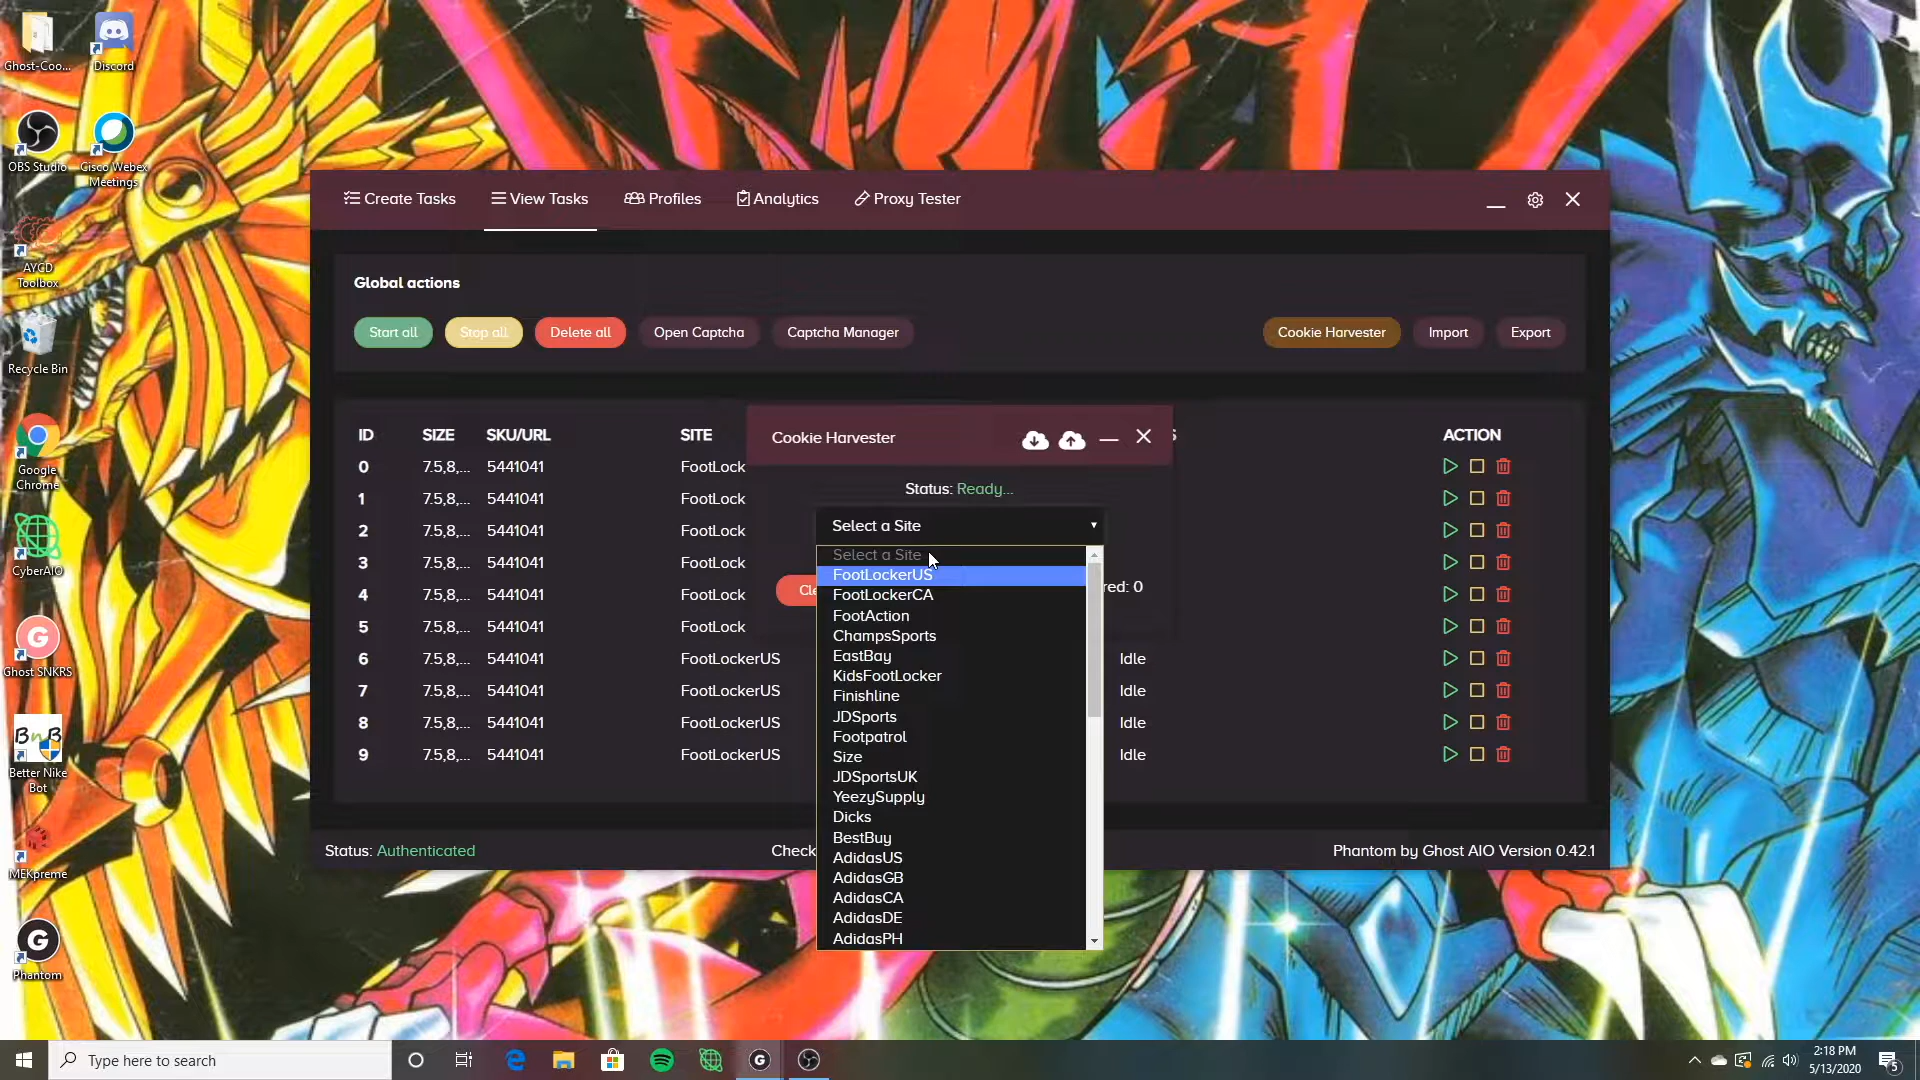 Ghost-Coo...
Discord
OBS Studio
Cisco Webex
Meetings
AYCD
Toolbox
Recycle Bin
Google
Chrome
CyberAIO
Ghost SNKRS
BnB
Better Nike
Bot
MEKpreme
Phantom
Create Tasks
View Tasks
Profiles
Analytics
Proxy Tester
Global actions
Start all
Stop all
Delete all
Open Captcha
Captcha Manager
Cookie Harvester
Import
Export
ID SIZE SKU/URL SITE ACTION
0 7.5,8,... 5441041 FootLock
1 7.5,8,... 5441041 FootLock
2 7.5,8,... 5441041 FootLock
3 7.5,8,... 5441041 FootLock
4 7.5,8,... 5441041 FootLock
5 7.5,8,... 5441041 FootLock
6 7.5,8,... 5441041 FootLockerUS Idle
7 7.5,8,... 5441041 FootLockerUS Idle
8 7.5,8,... 5441041 FootLockerUS Idle
9 7.5,8,... 5441041 FootLockerUS Idle
Cookie Harvester
Status: Ready...
Select a Site
Select a Site
FootLockerUS
FootLockerCA
FootAction
ChampsSports
EastBay
KidsFootLocker
Finishline
JDSports
Footpatrol
Size
JDSportsUK
YeezySupply
Dicks
BestBuy
AdidasUS
AdidasGB
AdidasCA
AdidasDE
AdidasPH
Cle
red: 0
Status: Authenticated
Check
Phantom by Ghost AIO Version 0.42.1
Type here to search
2:18 PM
5/13/2020
5